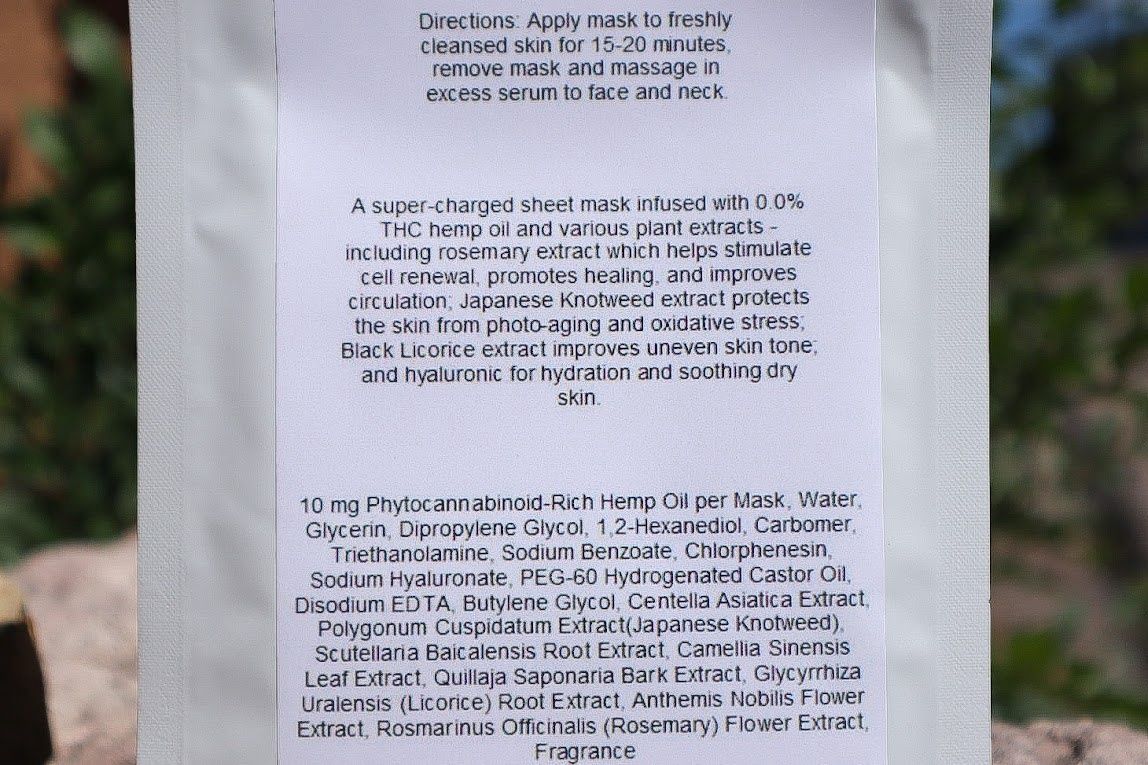 Directions: Apply mask to freshly
cleansed skin for 15-20 minutes,
remove mask and massage in
excess serum to face and neck.
A super-charged sheet mask infused with 0.0%
THC hemp oil and various plant extracts -
including rosemary extract which helps stimulate
cell renewal, promotes healing, and improves
circulation; Japanese Knotweed extract protects
the skin from photo-aging and oxidative stress;
Black Licorice extract improves uneven skin tone;
and hyaluronic for hydration and soothing dry
skin.
10 mg Phytocannabinoid-Rich Hemp Oil per Mask, Water,
Glycerin, Dipropylene Glycol, 1,2-Hexanediol, Carbomer,
Triethanolamine, Sodium Benzoate, Chlorphenesin,
Sodium Hyaluronate, PEG-60 Hydrogenated Castor Oil,
Disodium EDTA, Butylene Glycol, Centella Asiatica Extract,
Polygonum Cuspidatum Extract(Japanese Knotweed),
Scutellaria Baicalensis Root Extract, Camellia Sinensis
Leaf Extract, Quillaja Saponaria Bark Extract, Glycyrrhiza
Uralensis (Licorice) Root Extract, Anthemis Nobilis Flower
Extract, Rosmarinus Officinalis (Rosemary) Flower Extract,
Fragrance